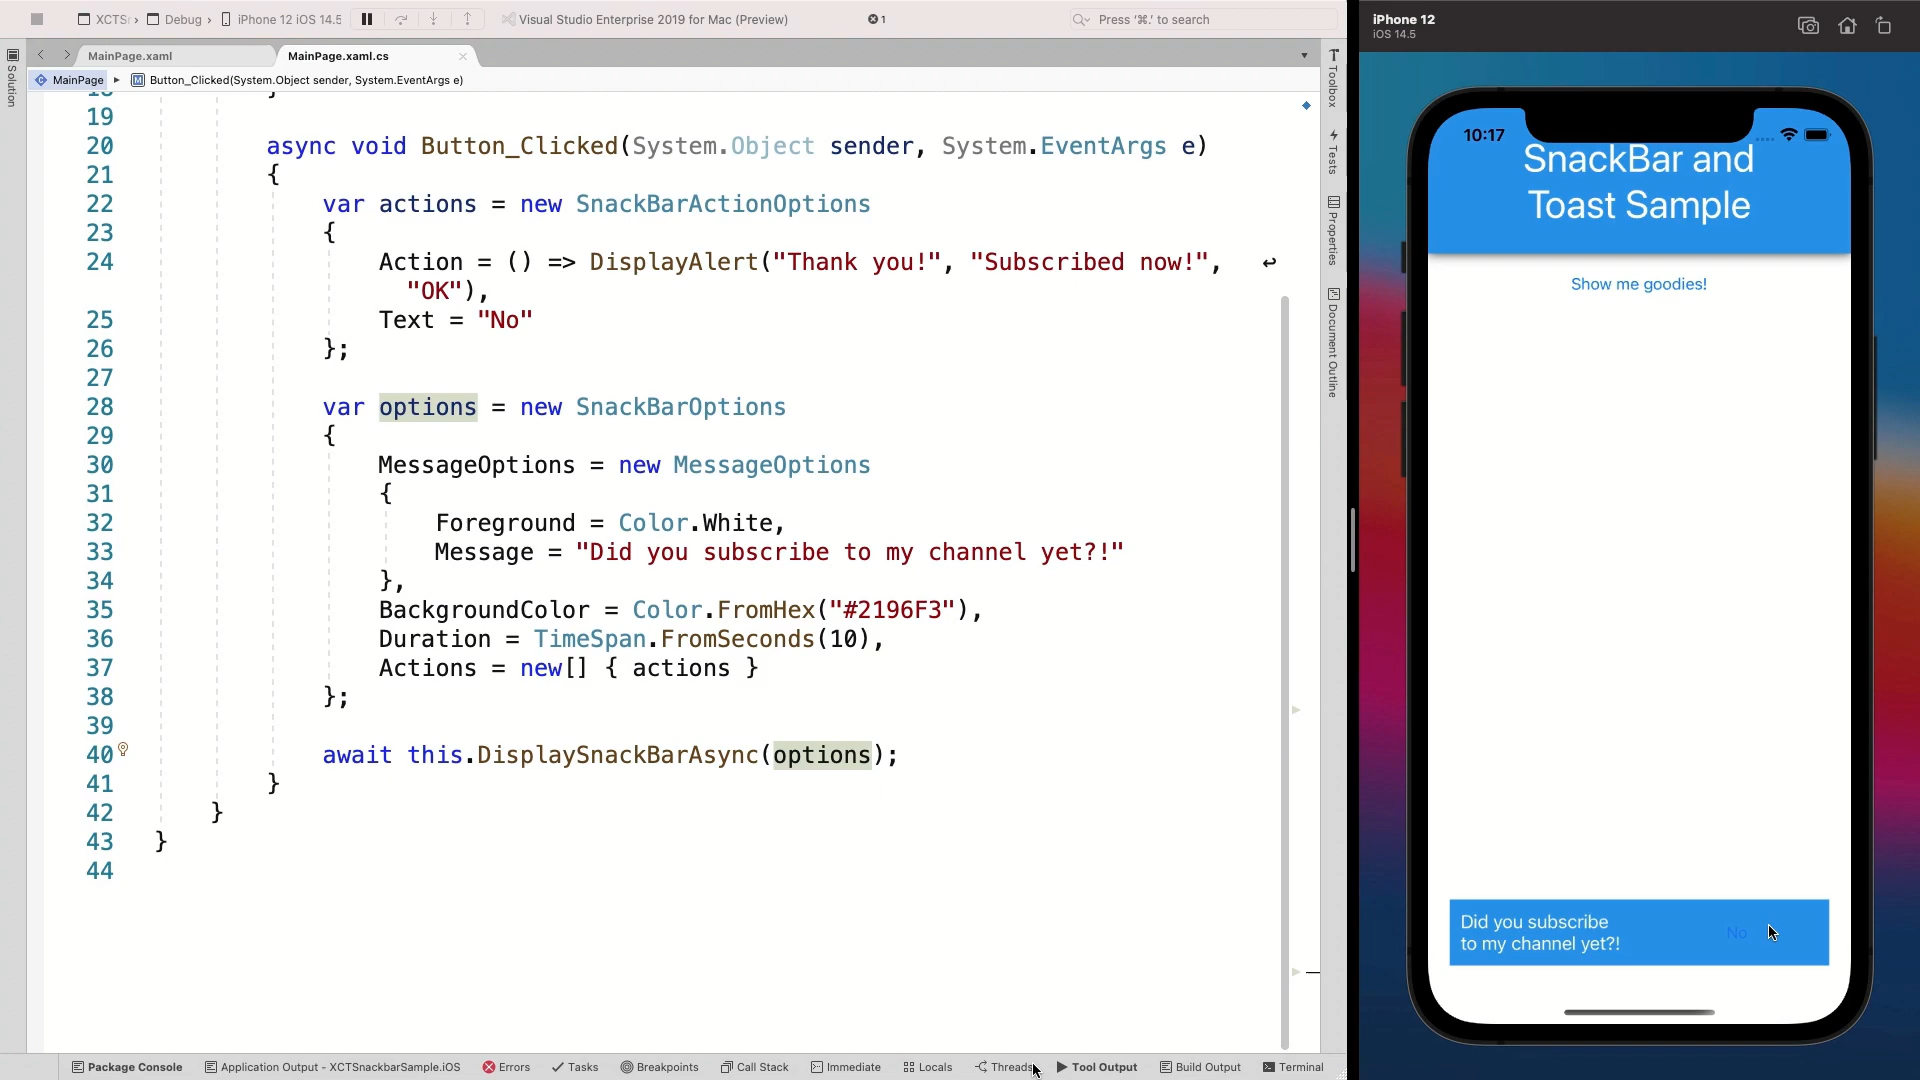 XCTS
Debug
iPhone 12 iOS 14.5
Visual Studio Enterprise 2019 for Mac (Preview)
1
Press '⌘.' to search
MainPage.xaml
MainPage.xaml.cs
MainPage
Button_Clicked(System.Object sender, System.EventArgs e)
Solution
Toolbox
Tests
Properties
Document Outline
18 }
19
20 async void Button_Clicked(System.Object sender, System.EventArgs e)
21 {
22 var actions = new SnackBarActionOptions
23 {
24 Action = () => DisplayAlert("Thank you!", "Subscribed now!",
"OK"),
25 Text = "No"
26 };
27
28 var options = new SnackBarOptions
29 {
30 MessageOptions = new MessageOptions
31 {
32 Foreground = Color.White,
33 Message = "Did you subscribe to my channel yet?!"
34 },
35 BackgroundColor = Color.FromHex("#2196F3"),
36 Duration = TimeSpan.FromSeconds(10),
37 Actions = new[] { actions }
38 };
39
40 await this.DisplaySnackBarAsync(options);
41 }
42 }
43 }
44
Package Console
Application Output - XCTSnackbarSample.iOS
Errors
Tasks
Breakpoints
Call Stack
Immediate
Locals
Threads
Tool Output
Build Output
Terminal
iPhone 12
iOS 14.5
10:17
SnackBar and
Toast Sample
Show me goodies!
Did you subscribe
to my channel yet?!
No